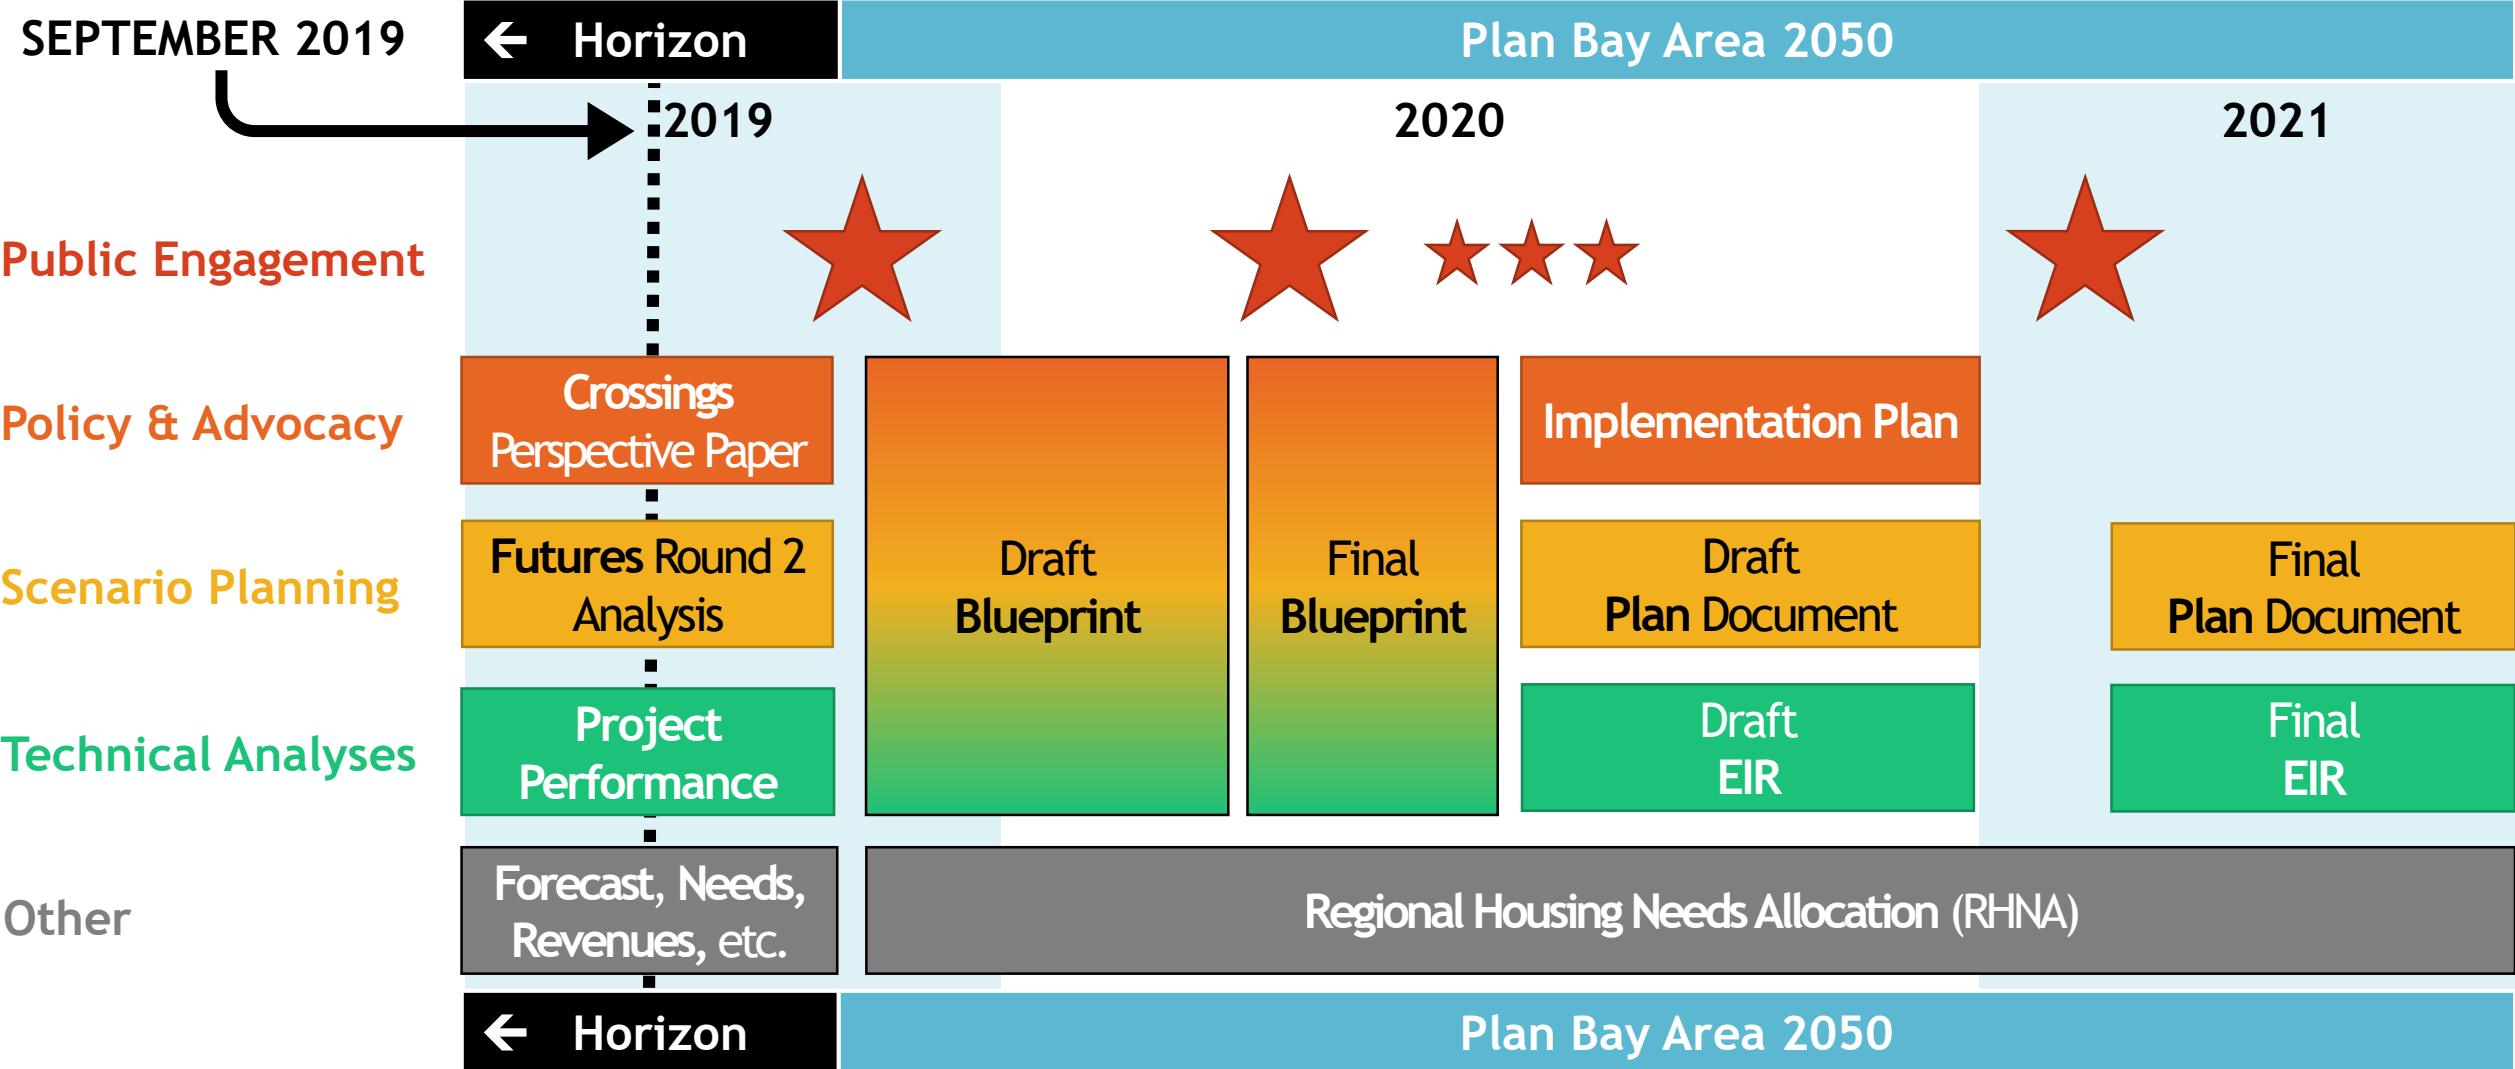 SEPTEMBER 2019
Horizon
Plan Bay Area 2050
2019
2020
2021
Public Engagement
Policy & Advocacy
Crossings
Perspective Paper
Implementation Plan
Scenario Planning
Futures Round 2
Analysis
Draft
Blueprint
Final
Blueprint
Draft
Plan Document
Final
Plan Document
Technical Analyses
Project
Performance
Draft
EIR
Final
EIR
Other
Forecast, Needs,
Revenues, etc.
Regional Housing Needs Allocation (RHNA)
Horizon
Plan Bay Area 2050